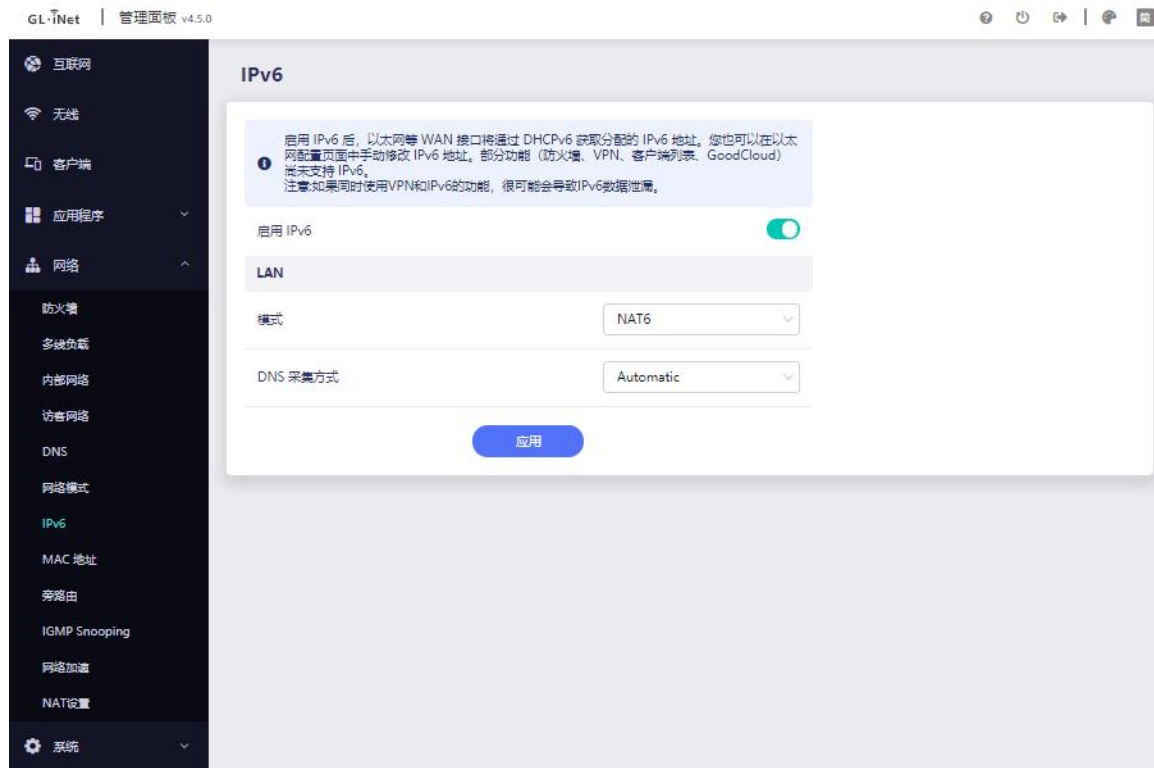 GL·iNet | 管理面板 v4.5.0
简
互联网
无线
客户端
应用程序
网络
防火墙
多线负载
内部网络
访客网络
DNS
网络模式
IPv6
MAC 地址
旁路由
IGMP Snooping
网络加速
NAT设置
系统
IPv6
启用 IPv6 后，以太网等 WAN 接口将通过 DHCPv6 获取分配的 IPv6 地址。您也可以在以太
网配置页面中手动修改 IPv6 地址。部分功能（防火墙、VPN、客户端列表、GoodCloud）
尚未支持 IPv6。
注意:如果同时使用VPN和IPv6的功能，很可能会导致IPv6数据泄漏。
启用 IPv6
LAN
模式
NAT6
DNS 采集方式
Automatic
应用